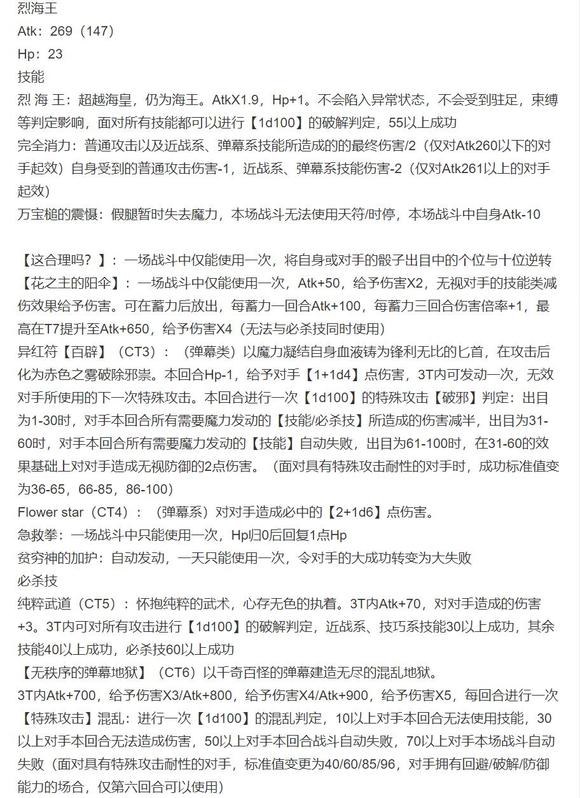 烈海王
Atk：269（147）
Hp：23
技能
烈 海 王：超越海皇，仍为海王。AtkX1.9，Hp+1。不会陷入异常状态，不会受到驻足，束缚
等判定影响，面对所有技能都可以进行【1d100】的破解判定，55以上成功
完全消力：普通攻击以及近战系、弹幕系技能所造成的的最终伤害/2（仅对Atk260以下的对
手起效）自身受到的普通攻击伤害-1，近战系、弹幕系技能伤害-2（仅对Atk261以上的对手
起效）
万宝槌的震慑：假腿暂时失去魔力，本场战斗无法使用天符/时停，本场战斗中自身Atk-10
【这合理吗？】：一场战斗中仅能使用一次，将自身或对手的骰子出目中的个位与十位逆转
【花之主的阳伞】：一场战斗中仅能使用一次，Atk+50，给予伤害X2，无视对手的技能类减
伤效果给予伤害。可在蓄力后放出，每蓄力一回合Atk+100，每蓄力三回合伤害倍率+1，最
高在T7提升至Atk+650，给予伤害X4（无法与必杀技同时使用）
异红符【百辟】（CT3）：（弹幕类）以魔力凝结自身血液铸为锋利无比的匕首，在攻击后
化为赤色之雾破除邪祟。本回合Hp-1，给予对手【1+1d4】点伤害，3T内可发动一次，无效
对手所使用的下一次特殊攻击。本回合进行一次【1d100】的特殊攻击【破邪】判定：出目
为1-30时，对手本回合所有需要魔力发动的【技能/必杀技】所造成的伤害减半，出目为31-
60时，对手本回合所有需要魔力发动的【技能】自动失败，出目为61-100时，在31-60的效
果基础上对对手造成无视防御的2点伤害。（面对具有特殊攻击耐性的对手时，成功标准值变
为36-65，66-85，86-100）
Flower star（CT4）：（弹幕系）对对手造成必中的【2+1d6】点伤害。
急救拳：一场战斗中只能使用一次，Hp归0后回复1点Hp
贫穷神的加护：自动发动，一天只能使用一次，令对手的大成功转变为大失败
必杀技
纯粹武道（CT5）：怀抱纯粹的武术，心存无色的执着。3T内Atk+70，对对手造成的伤害
+3。3T内可对所有攻击进行【1d100】的破解判定，近战系、技巧系技能30以上成功，其余
技能40以上成功，必杀技60以上成功
【无秩序的弹幕地狱】（CT6）以千奇百怪的弹幕建造无尽的混乱地狱。
3T内Atk+700，给予伤害X3/Atk+800，给予伤害X4/Atk+900，给予伤害X5，每回合进行一次
【特殊攻击】混乱：进行一次【1d100】的混乱判定，10以上对手本回合无法使用技能，30
以上对手本回合无法造成伤害，50以上对手本回合战斗自动失败，70以上对手本场战斗自动
失败（面对具有特殊攻击耐性的对手，标准值变更为40/60/85/96，对手拥有回避/破解/防御
能力的场合，仅第六回合可以使用）